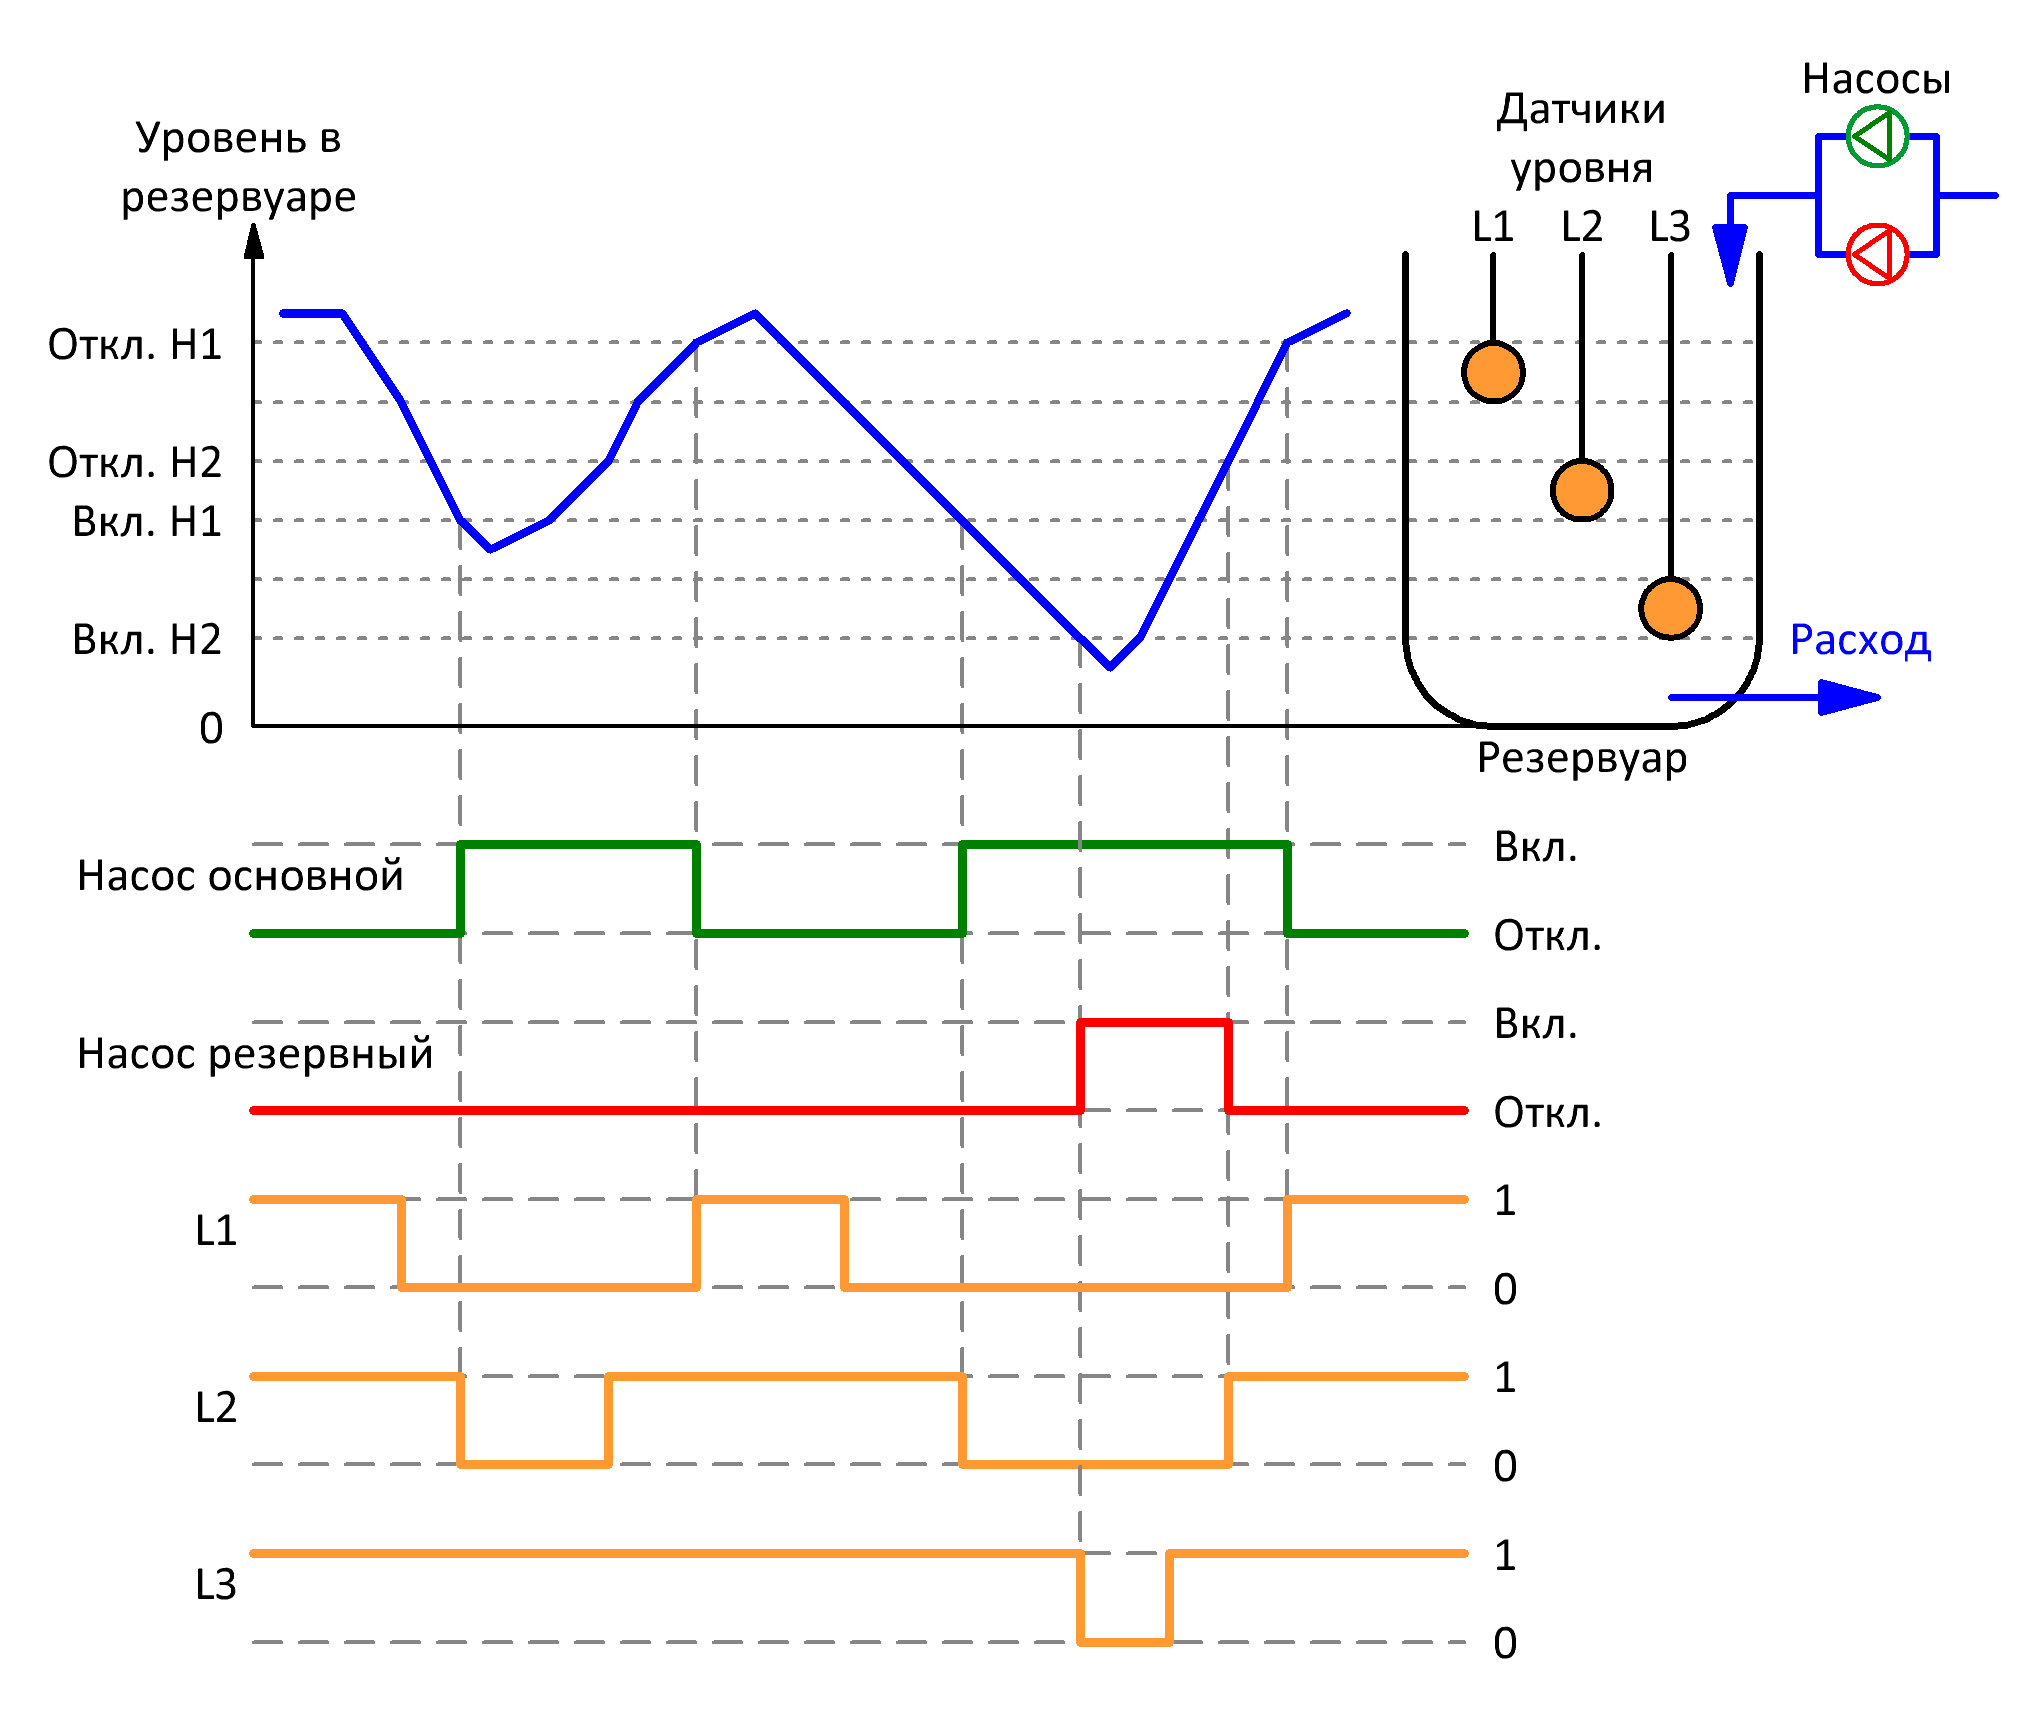 Насосы
Датчики
уровня
L1 L2 L3
Уровень в
резервуаре
Откл. Н1
Откл. Н2
Вкл. Н1
Вкл. Н2
Расход
0
Резервуар
Вкл.
Насос основной
Откл.
Вкл.
Насос резервный
Откл.
1
L1
0
1
L2
0
1
L3
0